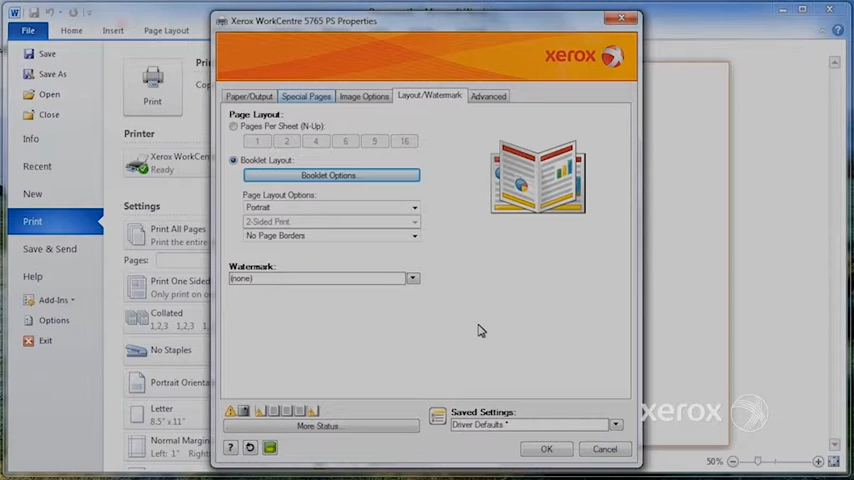 Xerox WorkCentre 5765 PS Properties
File
Home
Insert
Page Layout
xerox
Save
Save As
Open
Close
Info
Recent
New
Print
Save & Send
Help
Add-Ins
Options
Exit
Print
Printer
Xerox WorkCent
Ready
Settings
Print All Pages
Print the entire
Pages:
Print One Sided
Only print on
Collated
1,2,3 1,2,3
No Staples
Portrait Orienta
Letter
8.5" x 11"
Normal Margin
Left: 1" Righ
Paper/Output
Special Pages
Image Options
Layout/Watermark
Advanced
Page Layout:
Pages Per Sheet (N-Up):
1 2 4 6 9 16
Booklet Layout:
Booklet Options...
Page Layout Options:
Portrait
2-Sided Print
No Page Borders
Watermark:
(none)
More Status...
Saved Settings:
Driver Defaults *
OK
Cancel
xerox
50%